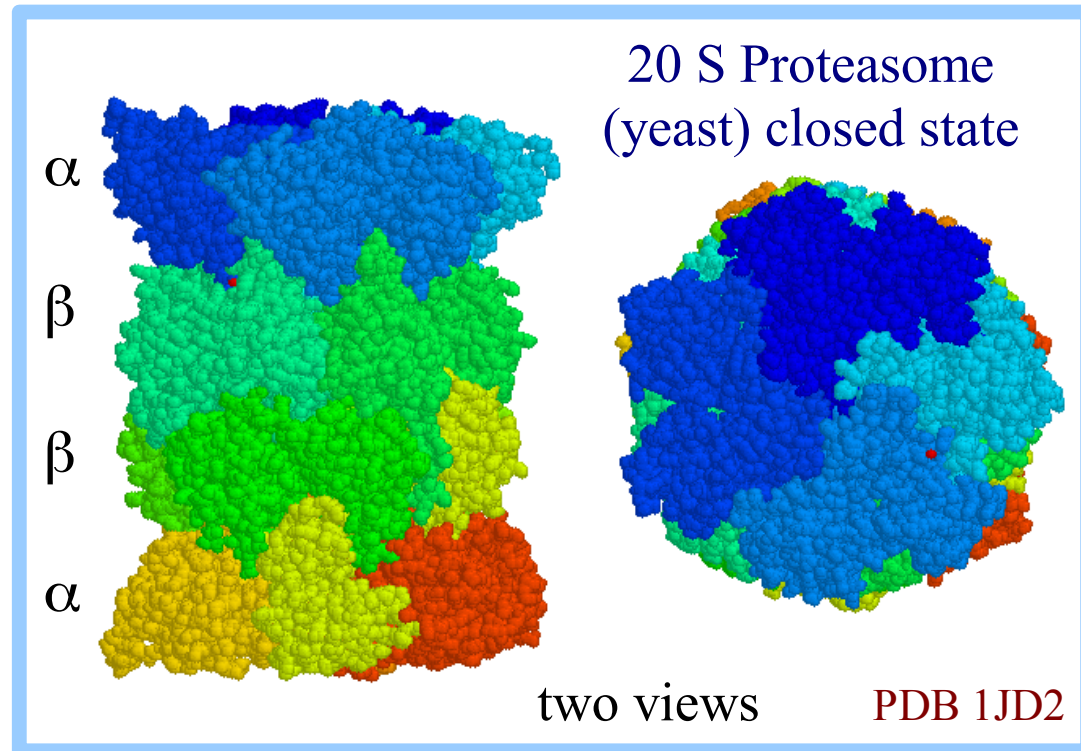 20 S Proteasome
(yeast) closed state
α
β
β
α
two views
PDB 1JD2